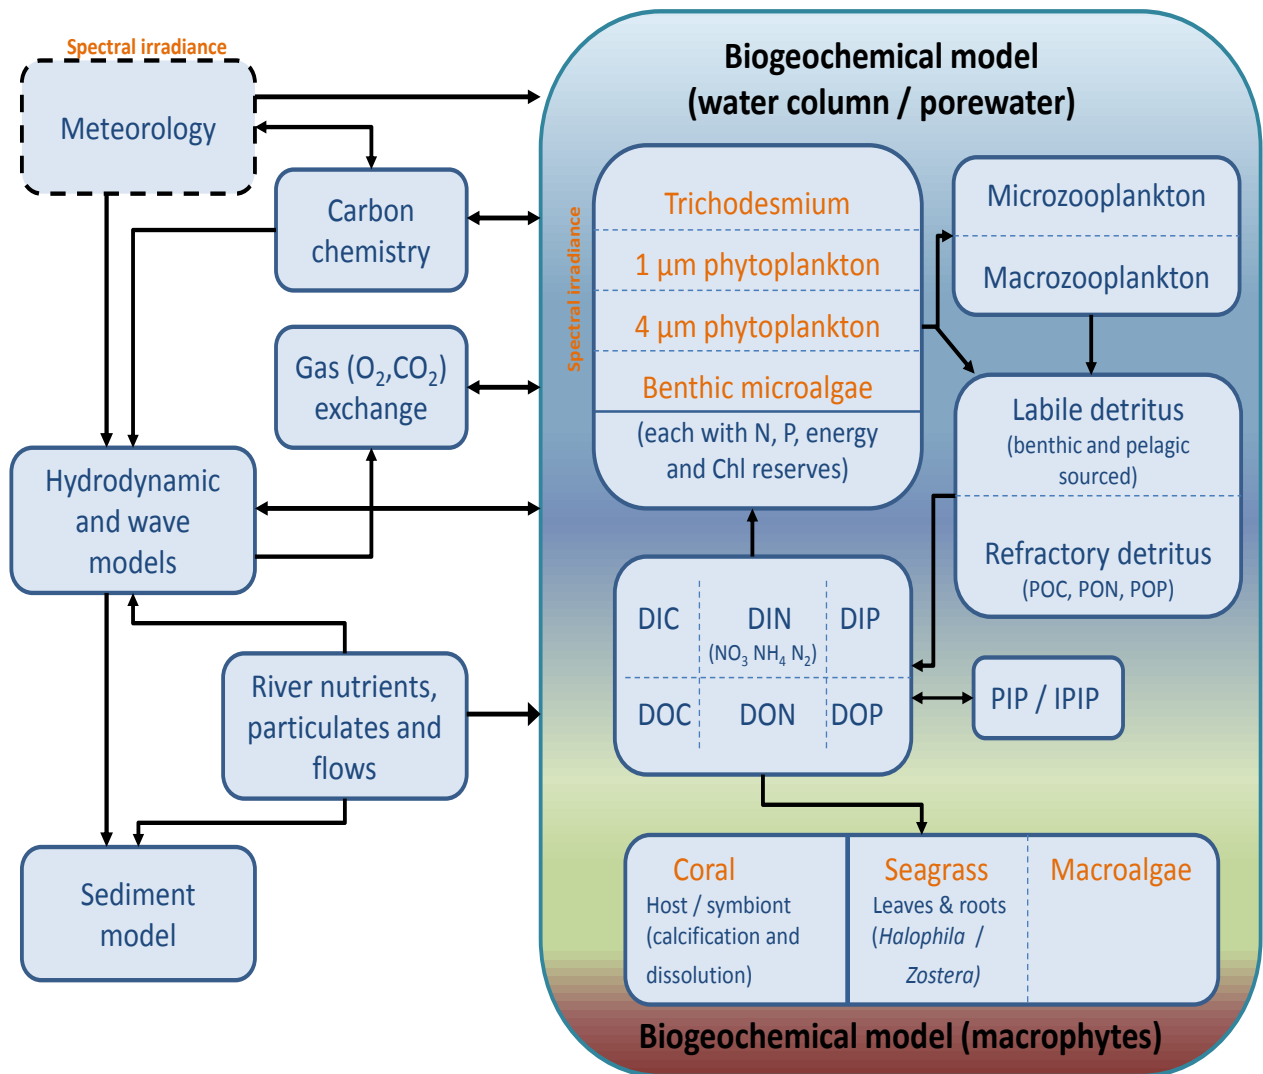 Spectral irradiance
Meteorology
Carbon
chemistry
Gas (O₂,CO₂)
exchange
Hydrodynamic
and wave
models
River nutrients,
particulates and
flows
Sediment
model
Biogeochemical model
(water column / porewater)
Spectral irradiance
Trichodesmium
1 µm phytoplankton
4 µm phytoplankton
Benthic microalgae
(each with N, P, energy
and Chl reserves)
Microzooplankton
Macrozooplankton
Labile detritus
(benthic and pelagic
sourced)
Refractory detritus
(POC, PON, POP)
DIC DIN DIP
(NO₃ NH₄ N₂)
DOC DON DOP
PIP / IPIP
Coral
Host / symbiont
(calcification and
dissolution)
Seagrass
Leaves & roots
(Halophila /
Zostera)
Macroalgae
Biogeochemical model (macrophytes)